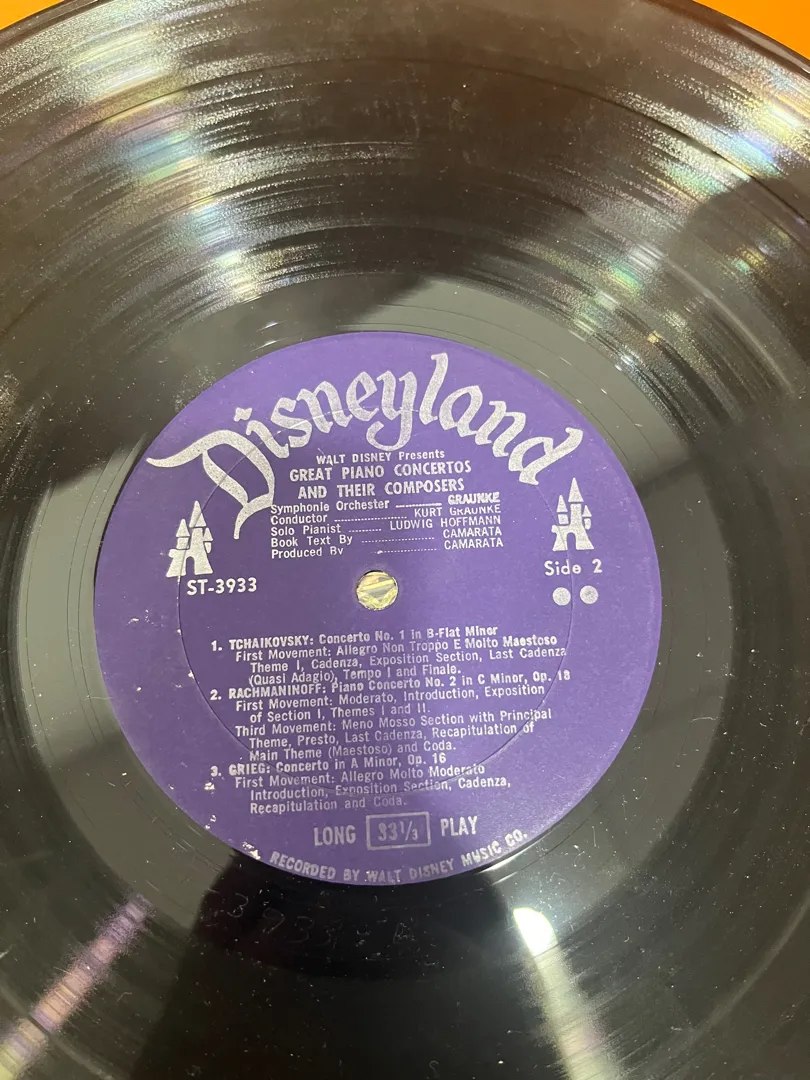 Disneyland
WALT DISNEY Presents
GREAT PIANO CONCERTOS
AND THEIR COMPOSERS
Symphonie Orchester GRAUNKE
Conductor KURT GRAUNKE
Solo Pianist LUDWIG HOFFMANN
Book Text By CAMARATA
Produced By CAMARATA
ST-3933
Side 2
1. TCHAIKOVSKY: Concerto No. 1 in B-Flat Minor
First Movement: Allegro Non Troppo E Molto Maestoso
Theme I, Cadenza, Exposition Section, Last Cadenza
(Quasi Adagio), Tempo I and Finale.
2. RACHMANINOFF: Piano Concerto No. 2 in C Minor, Op. 18
First Movement: Moderato, Introduction, Exposition
of Section I, Themes I and II.
Third Movement: Meno Mosso Section with Principal
Theme, Presto, Last Cadenza, Recapitulation of
Main Theme (Maestoso) and Coda.
3. GRIEG: Concerto in A Minor, Op. 16
First Movement: Allegro Molto Moderato
Introduction, Exposition Section, Cadenza,
Recapitulation and Coda.
LONG 33 1/3 PLAY
RECORDED BY WALT DISNEY MUSIC CO.